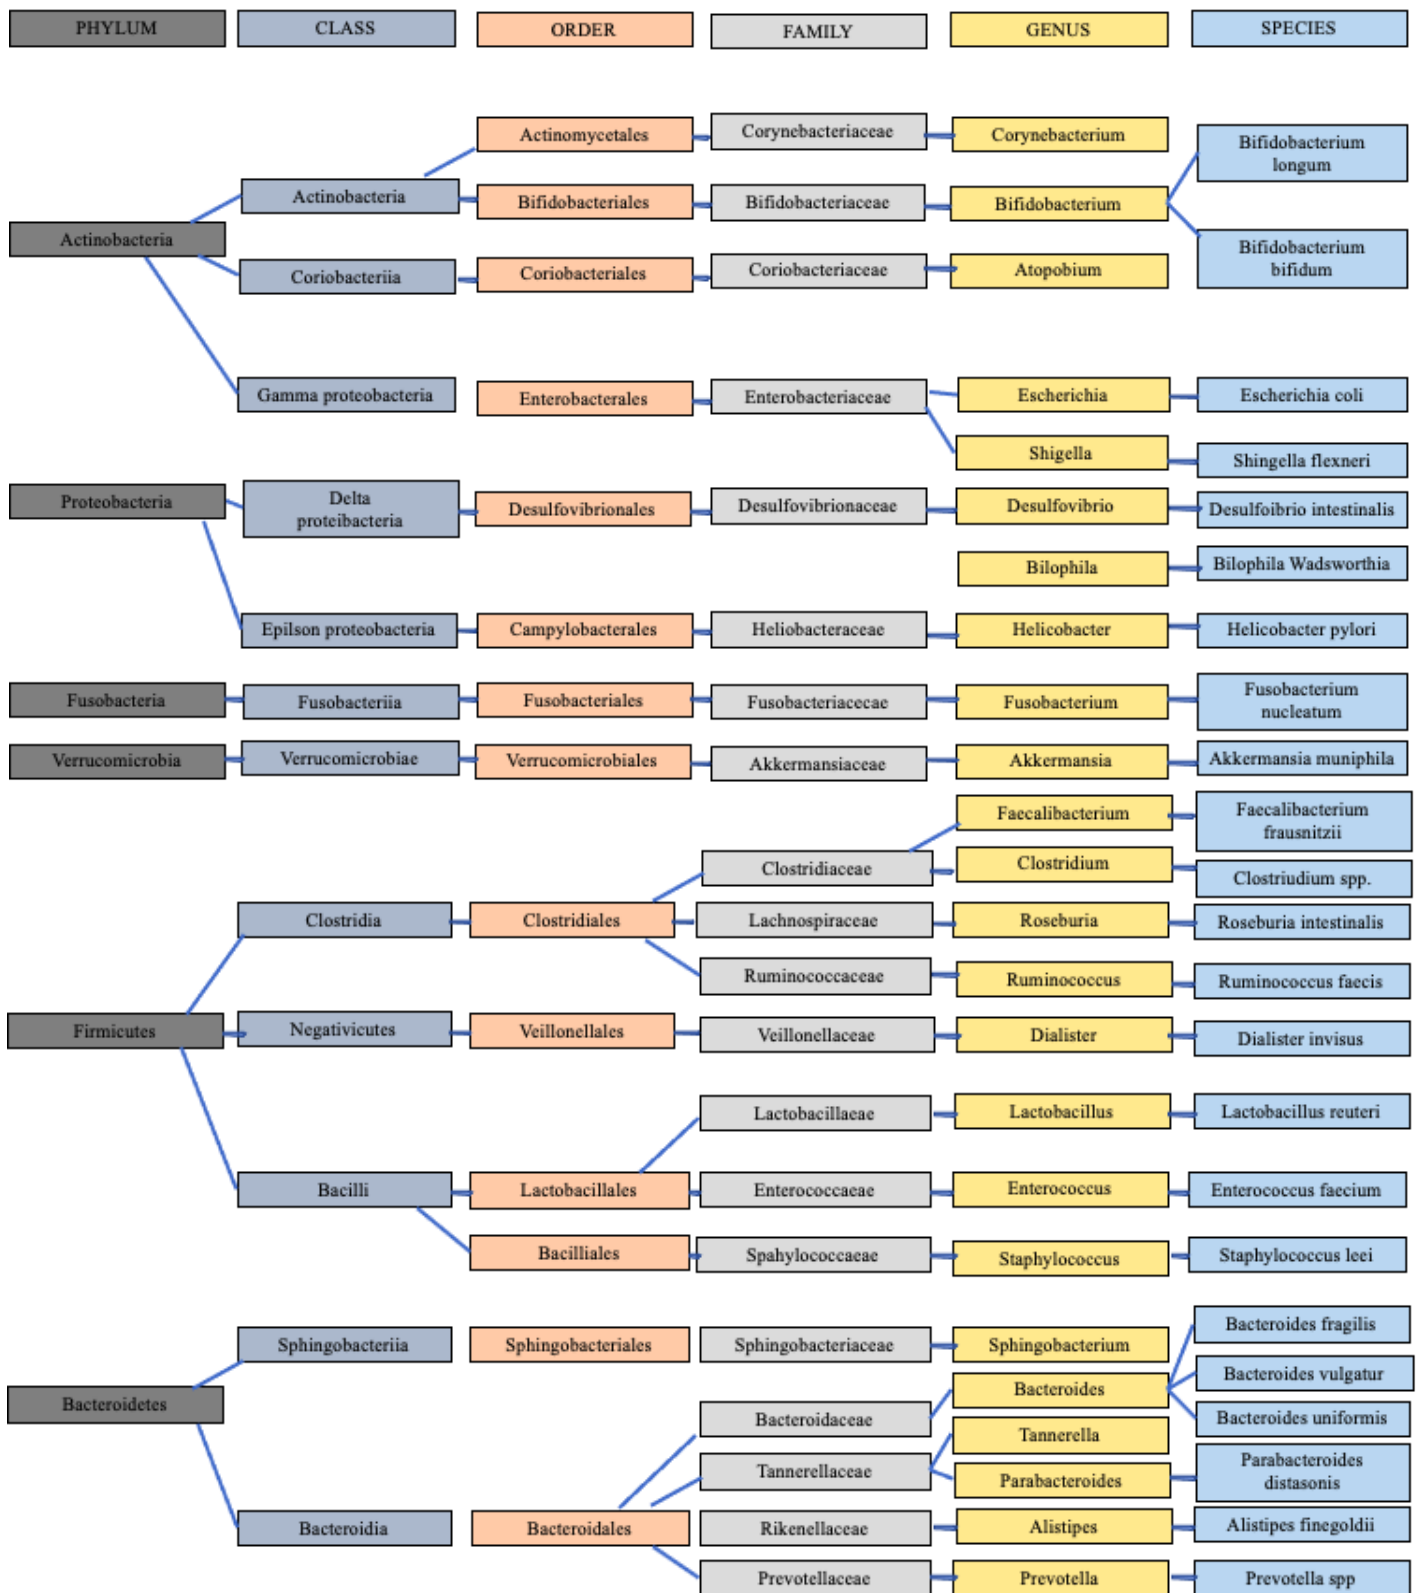 PHYLUM CLASS ORDER FAMILY GENUS SPECIES
Actinomycetales Corynebacteriaceae Corynebacterium
Bifidobacterium
longum
Actinobacteria Bifidobacteriales Bifidobacteriaceae Bifidobacterium
Actinobacteria
Bifidobacterium
bifidum
Coriobacteriia Coriobacteriales Coriobacteriaceae Atopobium
Gamma proteobacteria Enterobacterales Enterobacteriaceae Escherichia Escherichia coli
Shigella Shingella flexneri
Proteobacteria
Delta
proteibacteria
Desulfovibrionales Desulfovibrionaceae Desulfovibrio Desulfoibrio intestinalis
Bilophila Bilophila Wadsworthia
Epilson proteobacteria Campylobacterales Heliobacteraceae Helicobacter Helicobacter pylori
Fusobacteria Fusobacteriia Fusobacteriales Fusobacteriacecae Fusobacterium
Fusobacterium
nucleatum
Verrucomicrobia Verrucomicrobiae Verrucomicrobiales Akkermansiaceae Akkermansia Akkermansia muniphila
Faecalibacterium
Faecalibacterium
frausnitzii
Clostridiaceae Clostridium Clostriudium spp.
Clostridia Clostridiales Lachnospiraceae Roseburia Roseburia intestinalis
Ruminococcaceae Ruminococcus Ruminococcus faecis
Firmicutes Negativicutes Veillonellales Veillonellaceae Dialister Dialister invisus
Lactobacillaeae Lactobacillus Lactobacillus reuteri
Bacilli Lactobacillales Enterococcaeae Enterococcus Enterococcus faecium
Bacilliales Spahylococcaeae Staphylococcus Staphylococcus leei
Bacteroides fragilis
Sphingobacteriia Sphingobacteriales Sphingobacteriaceae Sphingobacterium
Bacteroides vulgatur
Bacteroidetes Bacteroides
Bacteroidaceae Bacteroides uniformis
Tannerella
Tannerellaceae Parabacteroides
Parabacteroides
distasonis
Bacteroidia Bacteroidales Rikenellaceae Alistipes Alistipes finegoldii
Prevotellaceae Prevotella Prevotella spp